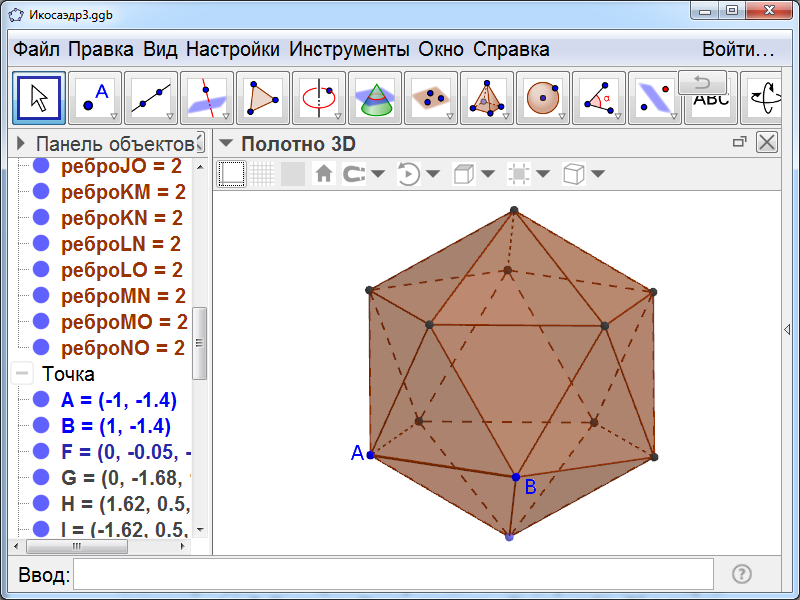 Икосаэдр3.ggb
Файл Правка Вид Настройки Инструменты Окно Справка Войти...
A
α
ABC
Панель объектов
Полотно 3D
реброJO = 2
реброKM = 2
реброKN = 2
реброLN = 2
реброLO = 2
реброMN = 2
реброMO = 2
реброNO = 2
Точка
A = (-1, -1.4)
B = (1, -1.4)
F = (0, -0.05, -
G = (0, -1.68,
H = (1.62, 0.5,
I = (-1.62, 0.5,
A
B
Ввод:
?